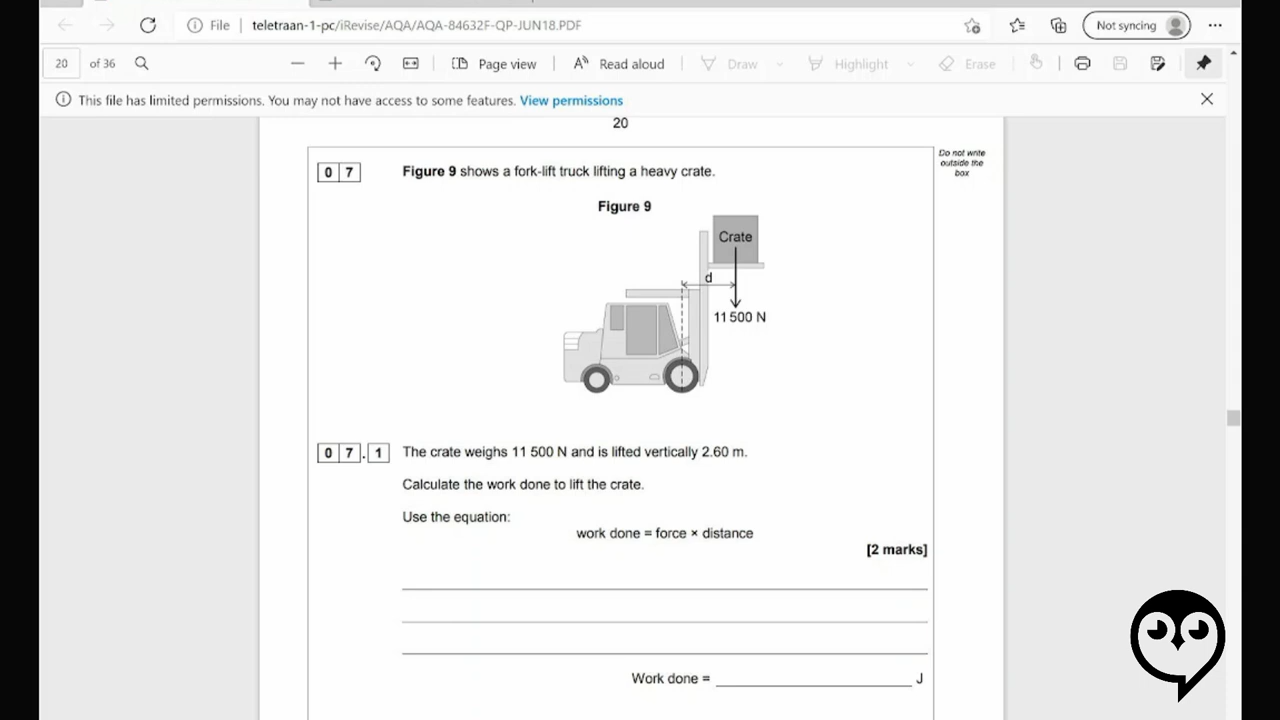 File teletraan-1-pc/iRevise/AQA/AQA-84632F-QP-JUN18.PDF Not syncing
20 of 36 Page view Read aloud Draw Highlight Erase
This file has limited permissions. You may not have access to some features. View permissions
20
Do not write
outside the
box
0 7 Figure 9 shows a fork-lift truck lifting a heavy crate.
Figure 9
Crate
d
11 500 N
0 7 . 1 The crate weighs 11 500 N and is lifted vertically 2.60 m.
Calculate the work done to lift the crate.
Use the equation:
work done = force × distance
[2 marks]
Work done = J